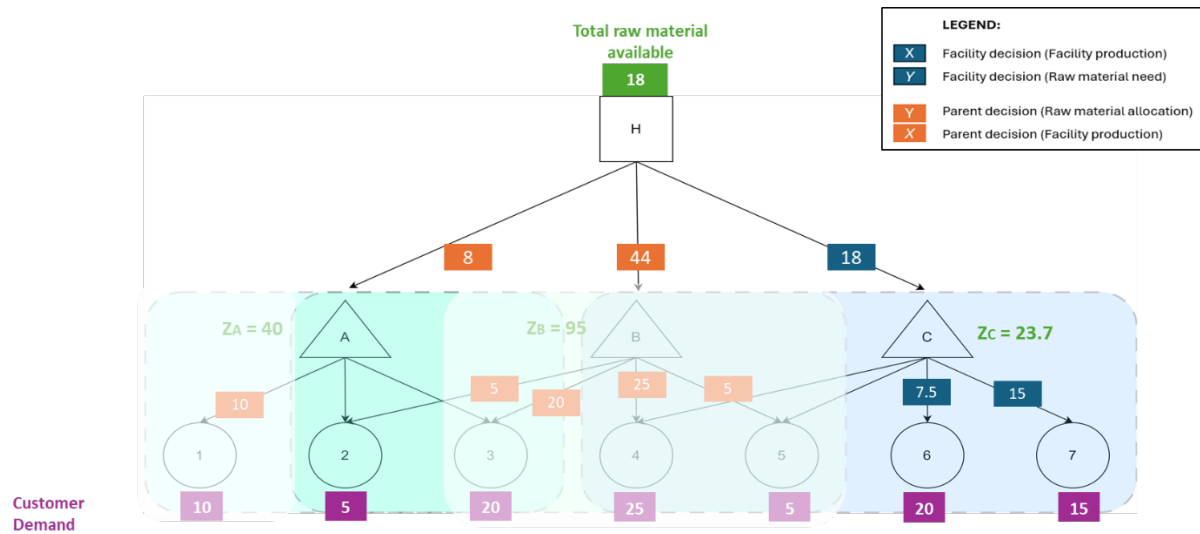 Total raw material
available
18
H
LEGEND:
X Facility decision (Facility production)
Y Facility decision (Raw material need)
Y Parent decision (Raw material allocation)
X Parent decision (Facility production)
8
44
18
ZA = 40
A
ZB = 95
B
C
ZC = 23.7
10
5
20
25
5
7.5
15
1
2
3
4
5
6
7
Customer
Demand
10
5
20
25
5
20
15